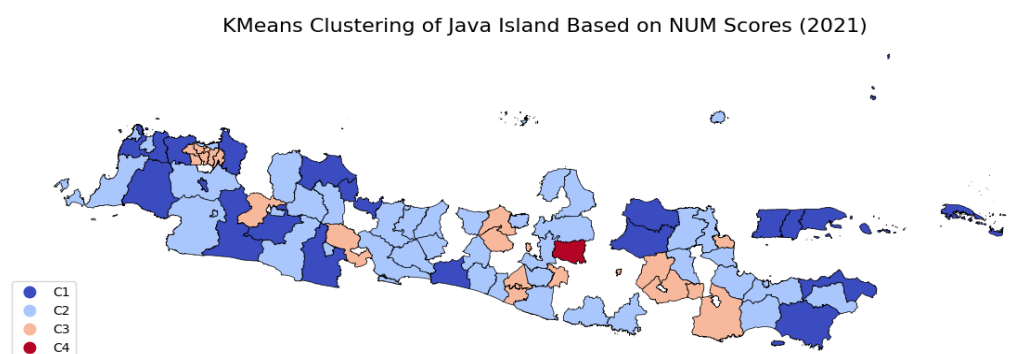 KMeans Clustering of Java Island Based on NUM Scores (2021)
C1
C2
C3
C4